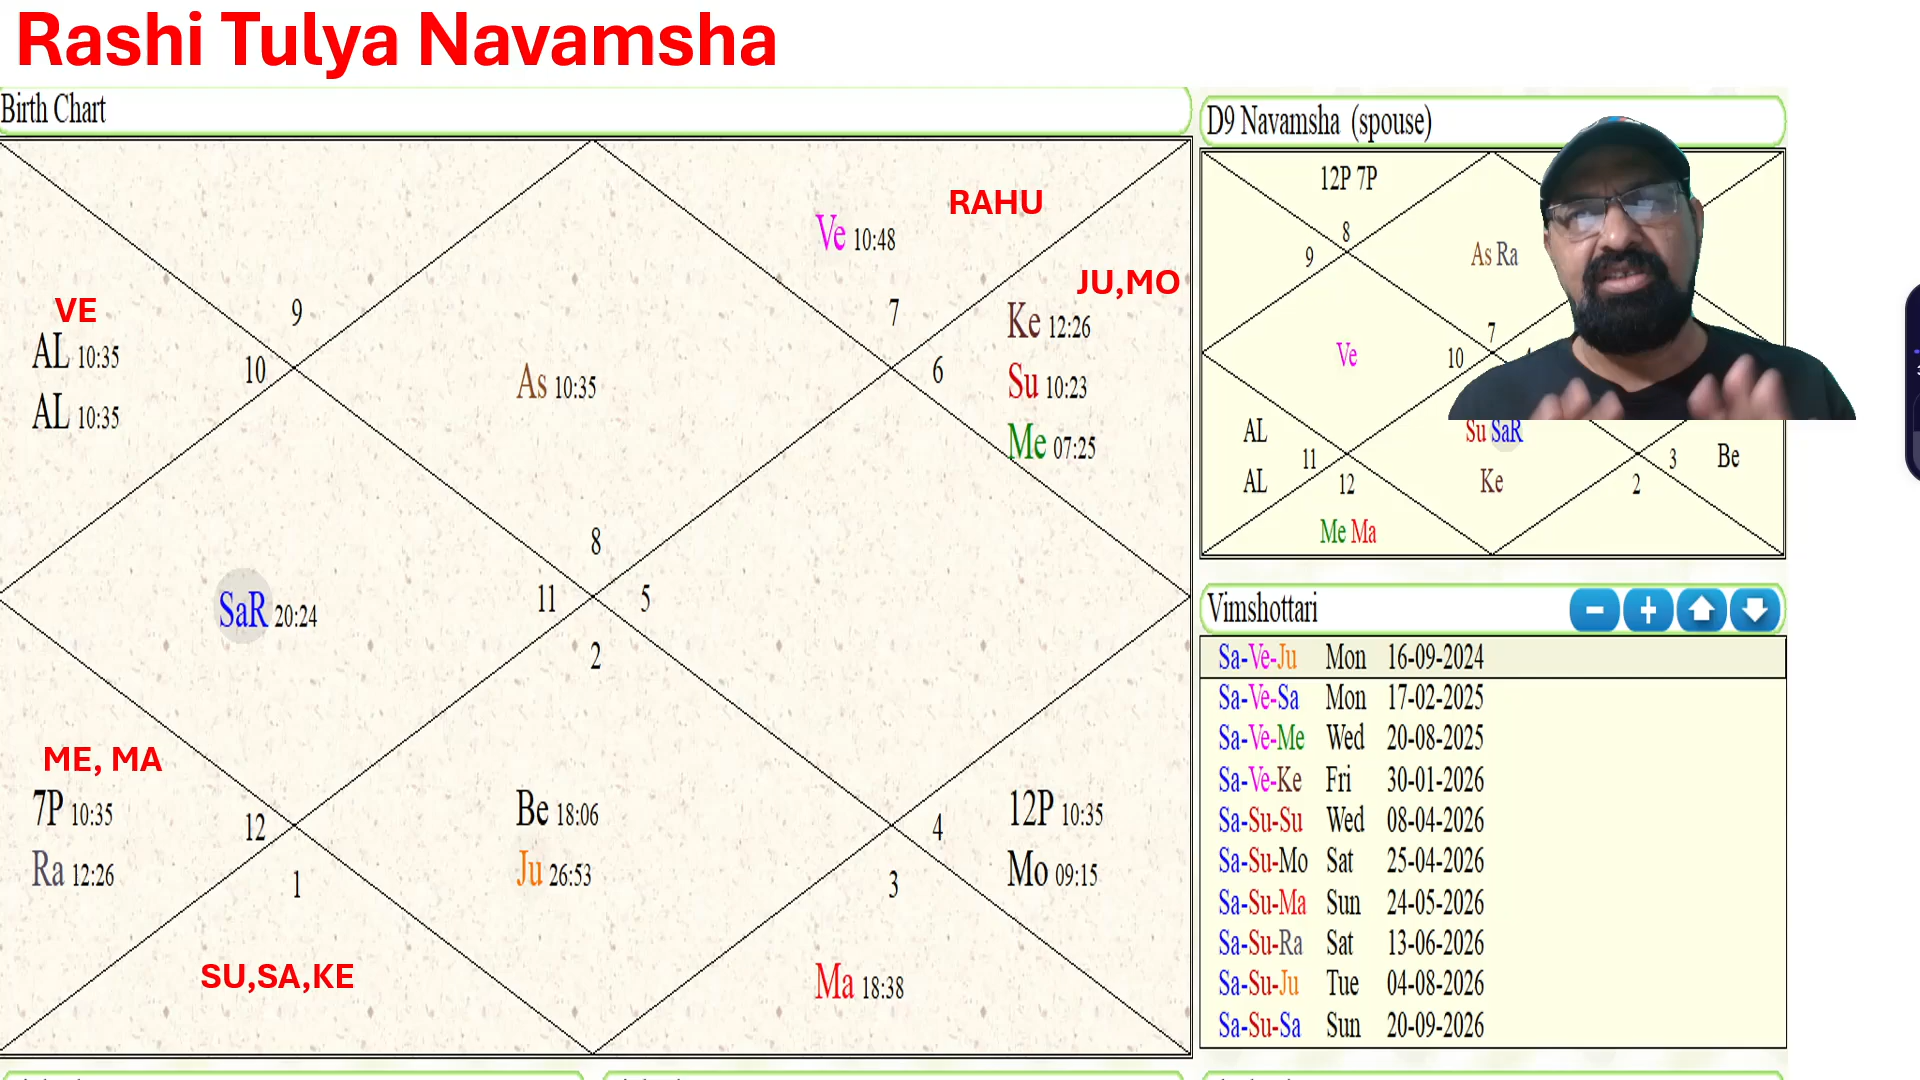 Rashi Tulya Navamsha
Birth Chart
RAHU
Ve 10:48
JU,MO
VE
9
7
Ke 12:26
AL 10:35
10
As 10:35
6
Su 10:23
AL 10:35
Me 07:25
8
SaR 20:24
11
5
2
ME, MA
7P 10:35
12
Be 18:06
4
12P 10:35
Ra 12:26
1
Ju 26:53
3
Mo 09:15
SU,SA,KE
Ma 18:38
D9 Navamsha (spouse)
12P 7P
8
9
As Ra
7
Ve
10
AL
Su SaR
11
3
Be
AL
12
Ke
2
Me Ma
Vimshottari
Sa-Ve-Ju Mon 16-09-2024
Sa-Ve-Sa Mon 17-02-2025
Sa-Ve-Me Wed 20-08-2025
Sa-Ve-Ke Fri 30-01-2026
Sa-Su-Su Wed 08-04-2026
Sa-Su-Mo Sat 25-04-2026
Sa-Su-Ma Sun 24-05-2026
Sa-Su-Ra Sat 13-06-2026
Sa-Su-Ju Tue 04-08-2026
Sa-Su-Sa Sun 20-09-2026